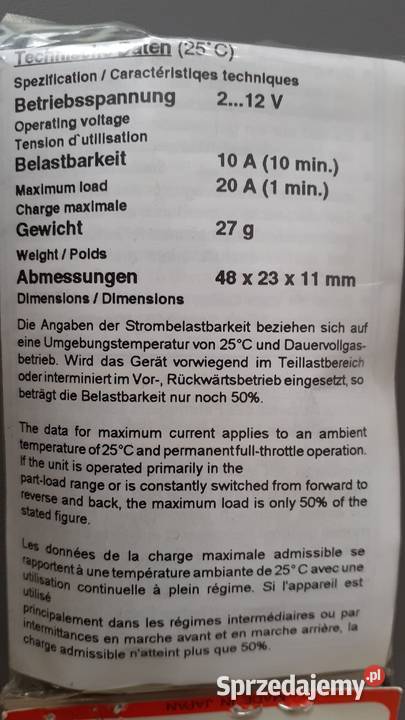 Technische Daten (25°C)
Spezification / Caractéristiqes techniques
Betriebsspannung 2...12 V
Operating voltage
Tension d`utillisation
Belastbarkeit 10 A (10 min.)
Maximum load 20 A (1 min.)
Charge maximale
Gewicht 27 g
Weight / Poids
Abmessungen 48 x 23 x 11 mm
Dimensions / Dimensions
Die Angaben der Strombelastbarkeit beziehen sich auf
eine Umgebungstemperatur von 25°C und Dauervollgas-
betrieb. Wird das Gerät vorwiegend im Teillastbereich
oder interminiert im Vor-, Rückwärtsbetrieb eingesetzt, so
beträgt die Belastbarkeit nur noch 50%.
The data for maximum current applies to an ambient
temperature of 25°C and permanent full-throttle operation.
If the unit is operated primarily in the
part-load range or is constantly switched from forward to
reverse and back, the maximum load is only 50% of the
stated figure.
Les données de la charge maximale admissible se
rapportent à une température ambiante de 25° C avec une
utilisation continuelle à plein régime. Si l'appareil est
utilisé
principalement dans les régimes intermédiaires ou par
intermittances en marche avant et en marche arrière, la
charge admissible n'atteint plus que 50%.
Sprzedajemy.pl
MADE IN JAPAN